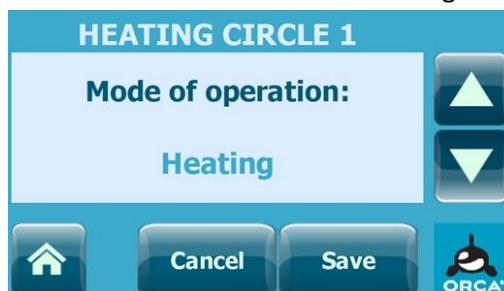 HEATING CIRCLE 1
Mode of operation:
Heating
Cancel
Save
ORCA